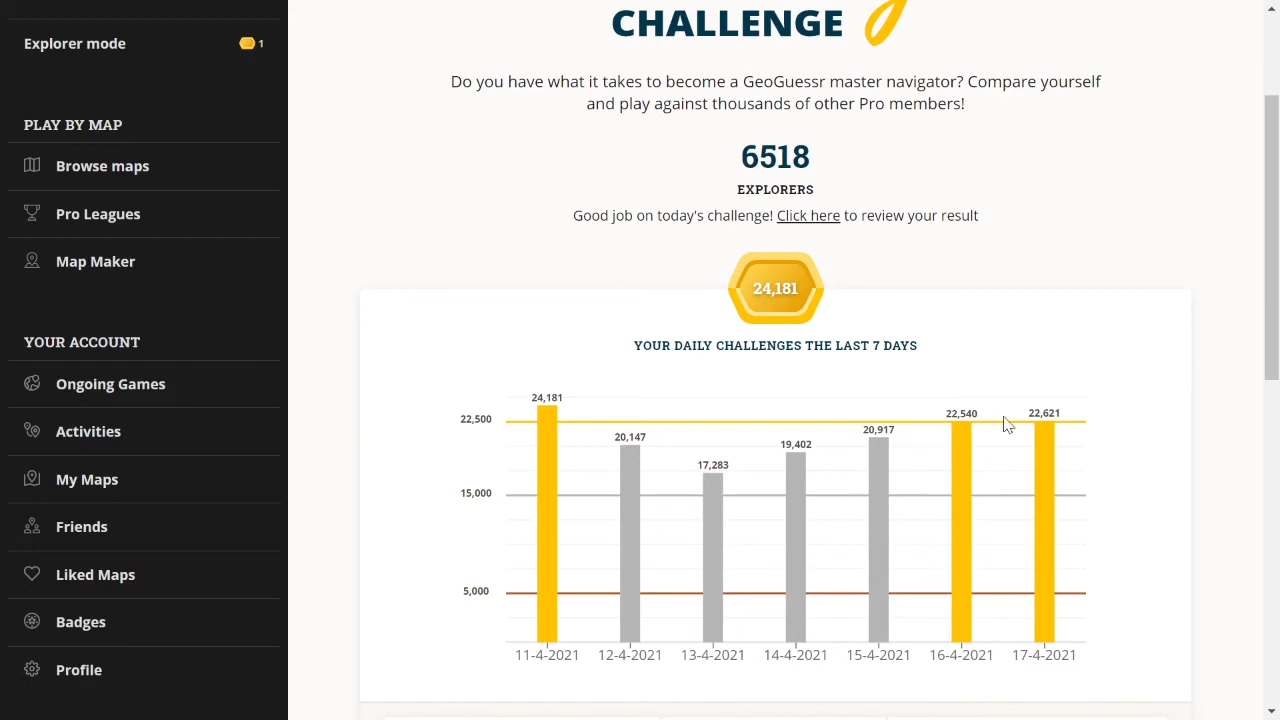 Explorer mode
1
PLAY BY MAP
Browse maps
Pro Leagues
Map Maker
YOUR ACCOUNT
Ongoing Games
Activities
My Maps
Friends
Liked Maps
Badges
Profile
CHALLENGE
Do you have what it takes to become a GeoGuessr master navigator? Compare yourself
and play against thousands of other Pro members!
6518
EXPLORERS
Good job on today's challenge! Click here to review your result
24,181
YOUR DAILY CHALLENGES THE LAST 7 DAYS
24,181
22,540
22,621
22,500
20,917
20,147
19,402
17,283
15,000
5,000
11-4-2021 12-4-2021 13-4-2021 14-4-2021 15-4-2021 16-4-2021 17-4-2021